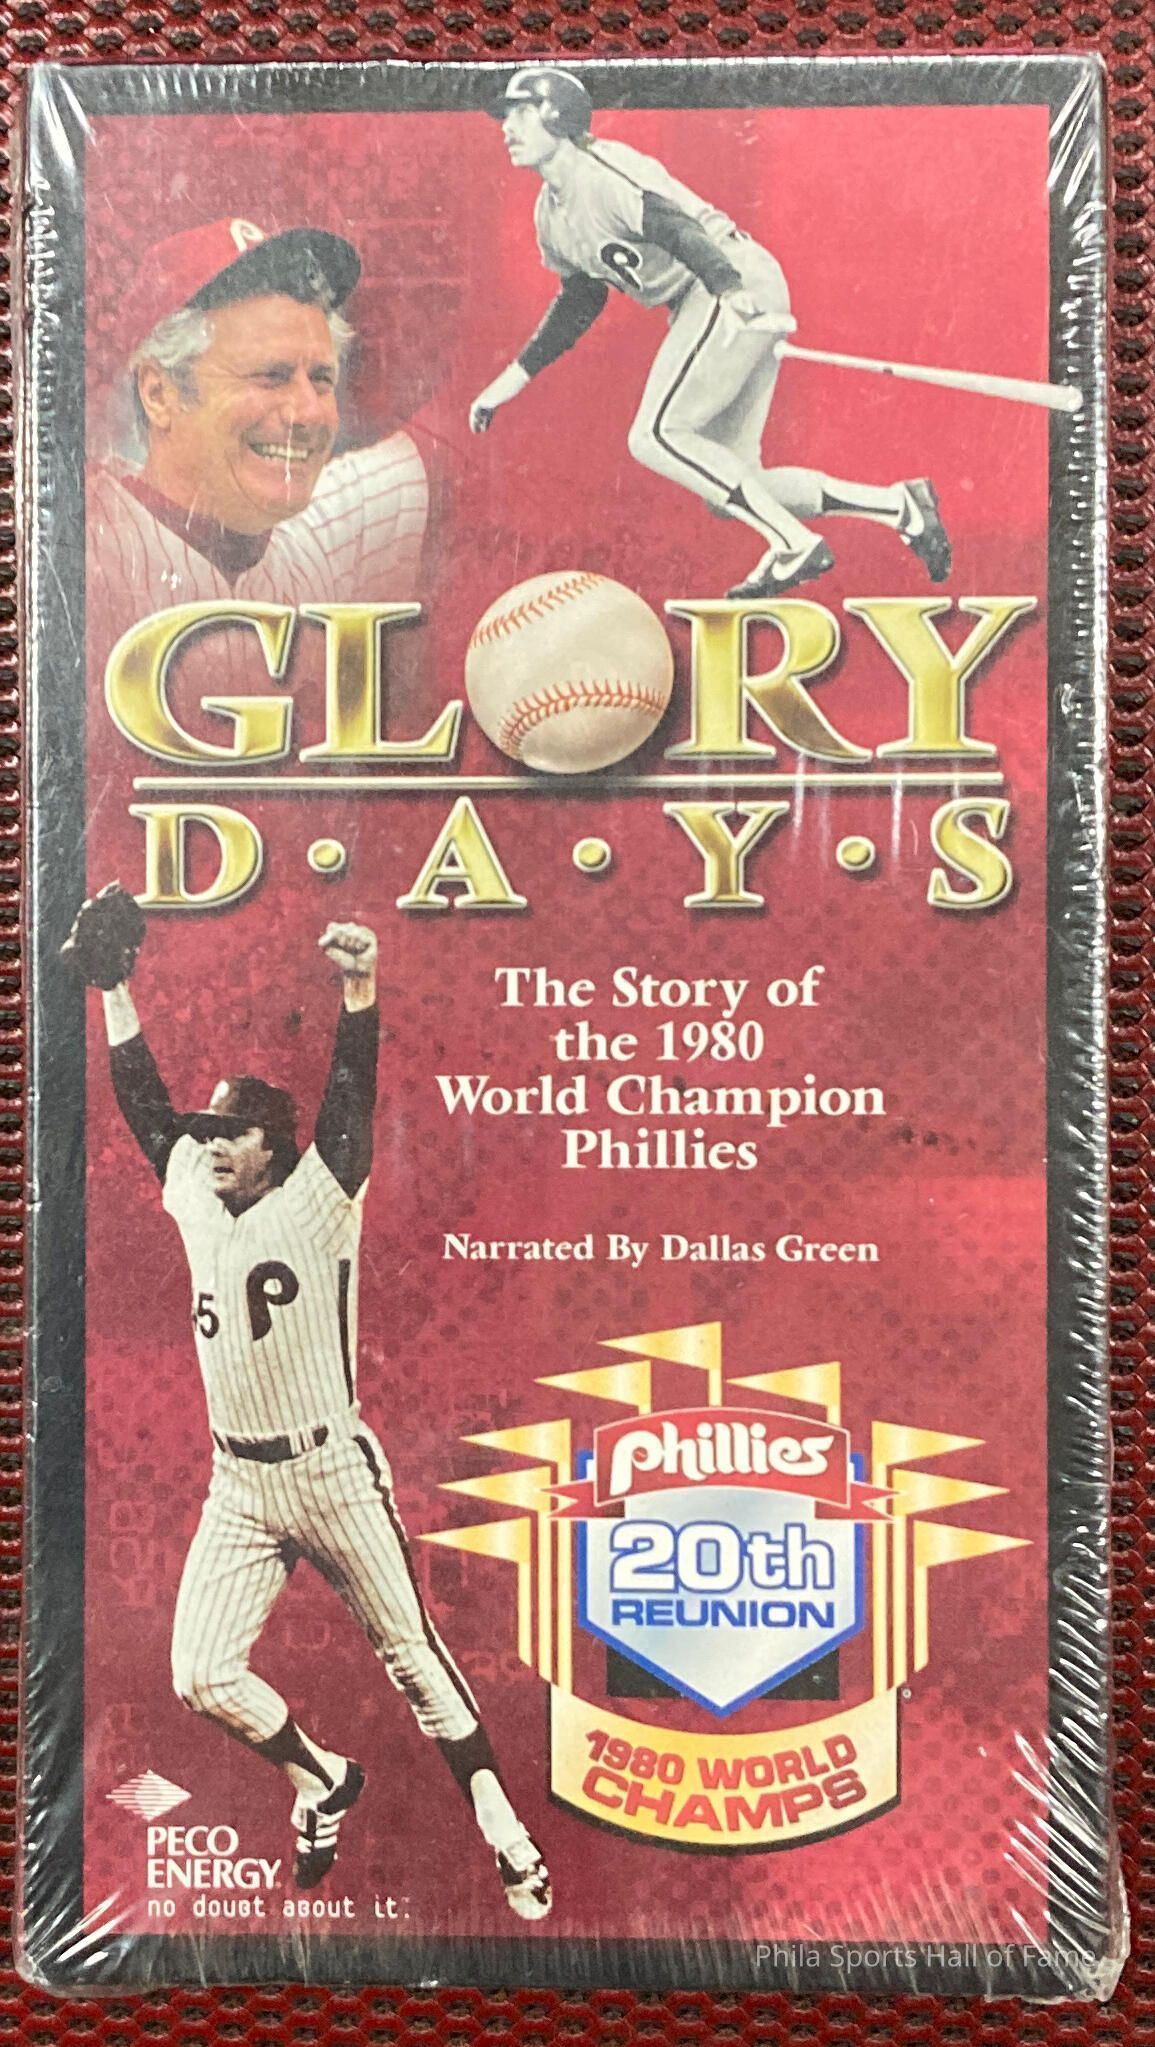 GLORY
D·A·Y·S
The Story of
the 1980
World Champion
Phillies
Narrated By Dallas Green
P
45
Phillies
20th
REUNION
1980 WORLD
CHAMPS
PECO
ENERGY
no doubt about it.
Phila Sports Hall of Fame